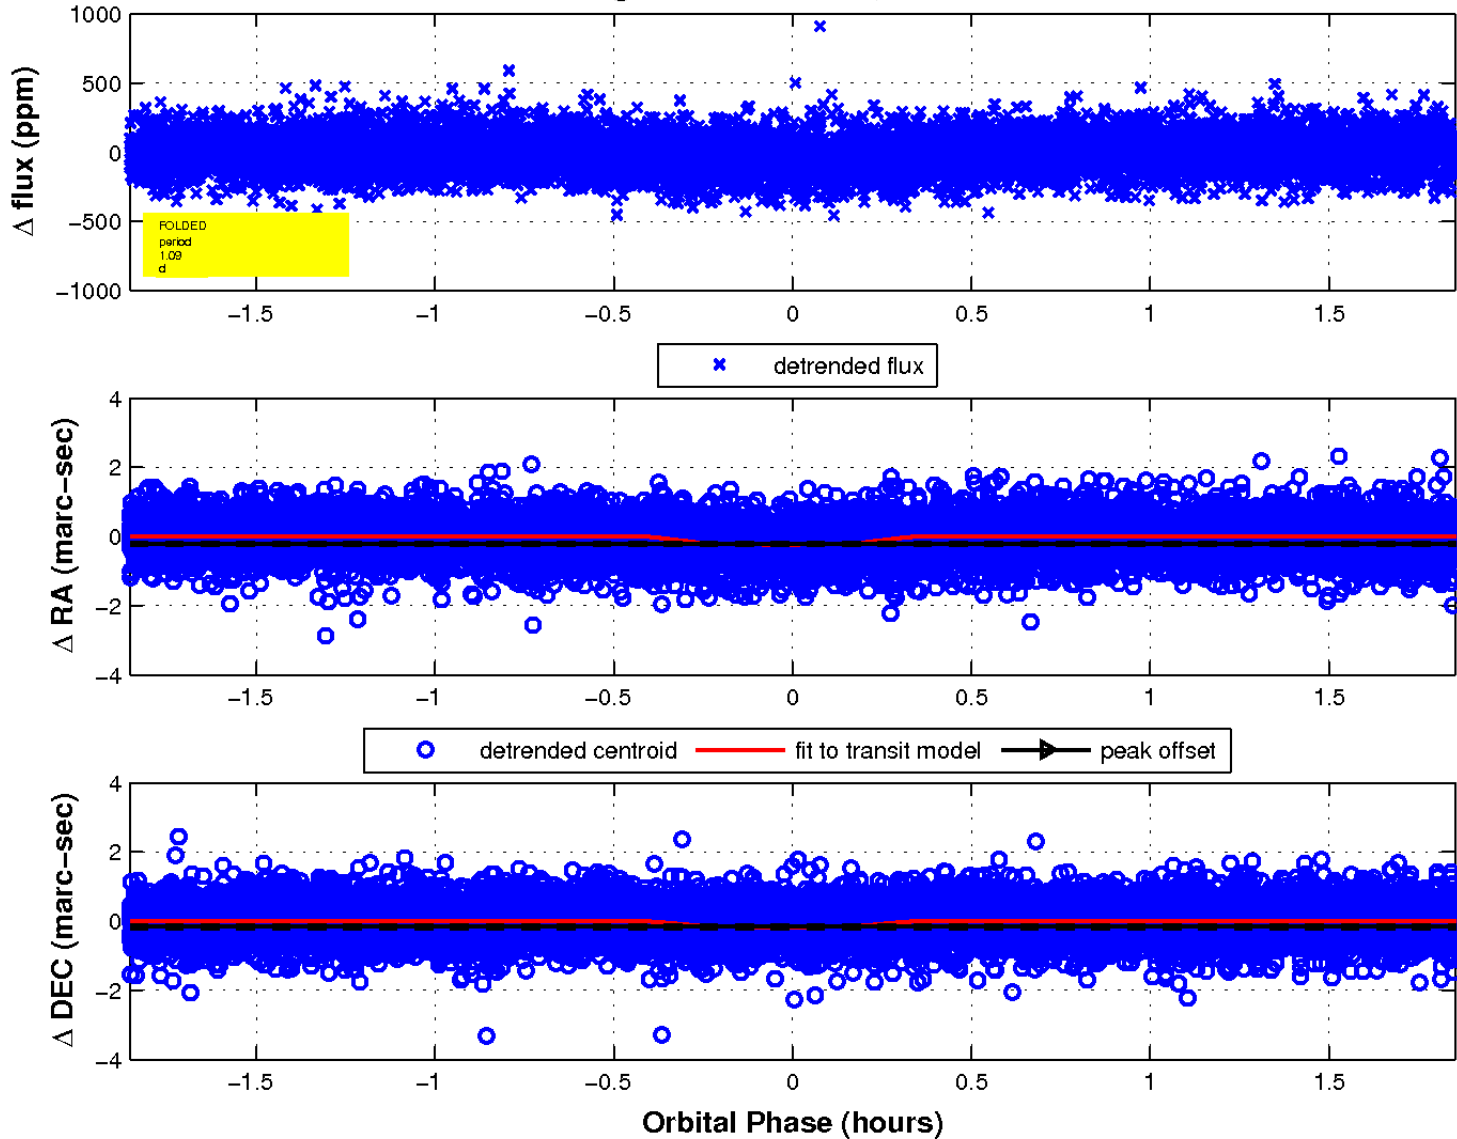 1000
500
0
−500
−1000
Δ flux (ppm)
FOLDED
period
1.09
d
−1.5 −1 −0.5 0 0.5 1 1.5
detrended flux
4
2
0
−2
−4
Δ RA (marc−sec)
−1.5 −1 −0.5 0 0.5 1 1.5
detrended centroid fit to transit model peak offset
4
2
0
−2
−4
Δ DEC (marc−sec)
−1.5 −1 −0.5 0 0.5 1 1.5
Orbital Phase (hours)